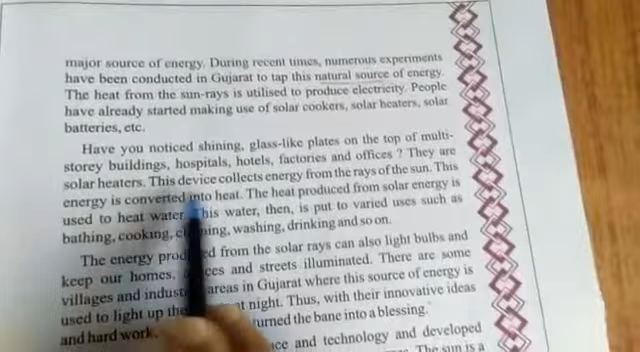 major source of energy. During recent times, numerous experiments
have been conducted in Gujarat to tap this natural source of energy.
The heat from the sun-rays is utilised to produce electricity. People
have already started making use of solar cookers, solar heaters, solar
batteries, etc.
Have you noticed shining, glass-like plates on the top of multi-
storey buildings, hospitals, hotels, factories and offices ? They are
solar heaters. This device collects energy from the rays of the sun. This
energy is converted into heat. The heat produced from solar energy is
used to heat water. This water, then, is put to varied uses such as
bathing, cooking, cleaning, washing, drinking and so on.
The energy produced from the solar rays can also light bulbs and
keep our homes, offices and streets illuminated. There are some
villages and industrial areas in Gujarat where this source of energy is
used to light up the at night. Thus, with their innovative ideas
and hard work, turned the bane into a blessing.
and technology and developed
The sun is a